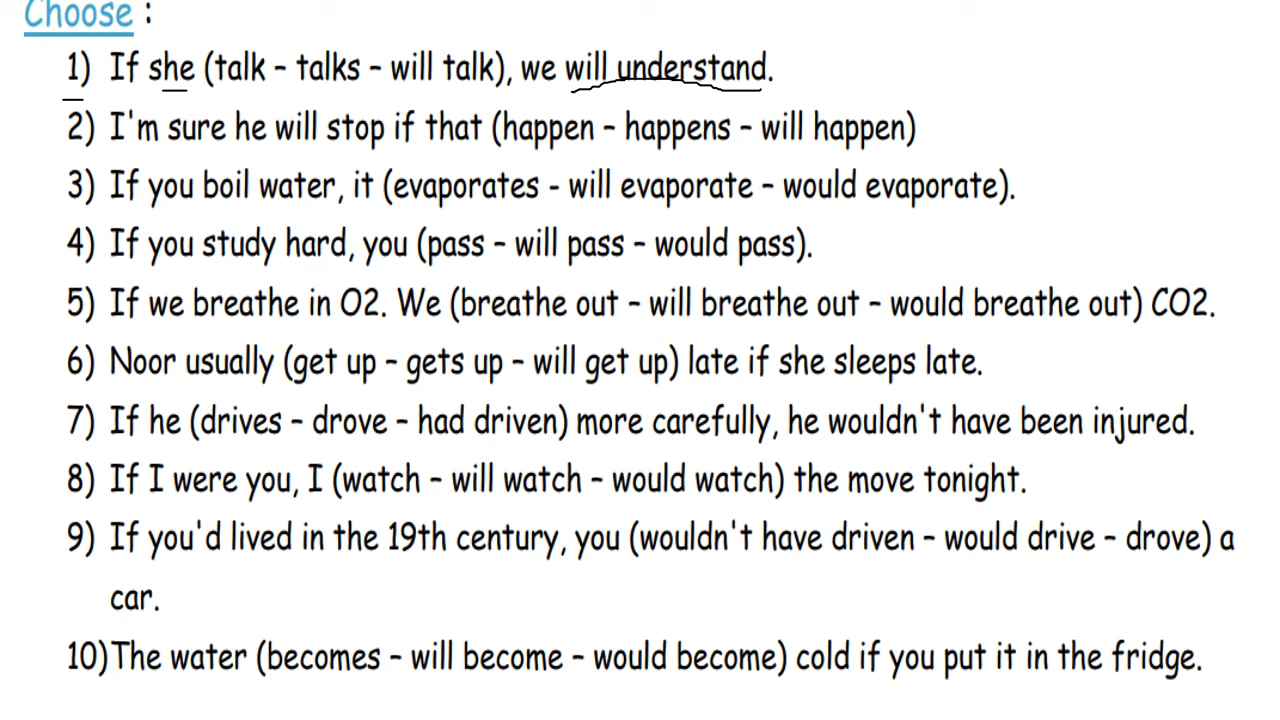 Choose :
1) If she (talk – talks – will talk), we will understand.
2) I'm sure he will stop if that (happen – happens – will happen)
3) If you boil water, it (evaporates - will evaporate – would evaporate).
4) If you study hard, you (pass – will pass – would pass).
5) If we breathe in O2. We (breathe out – will breathe out – would breathe out) CO2.
6) Noor usually (get up – gets up – will get up) late if she sleeps late.
7) If he (drives – drove – had driven) more carefully, he wouldn't have been injured.
8) If I were you, I (watch – will watch – would watch) the move tonight.
9) If you'd lived in the 19th century, you (wouldn't have driven – would drive – drove) a
car.
10)The water (becomes – will become – would become) cold if you put it in the fridge.